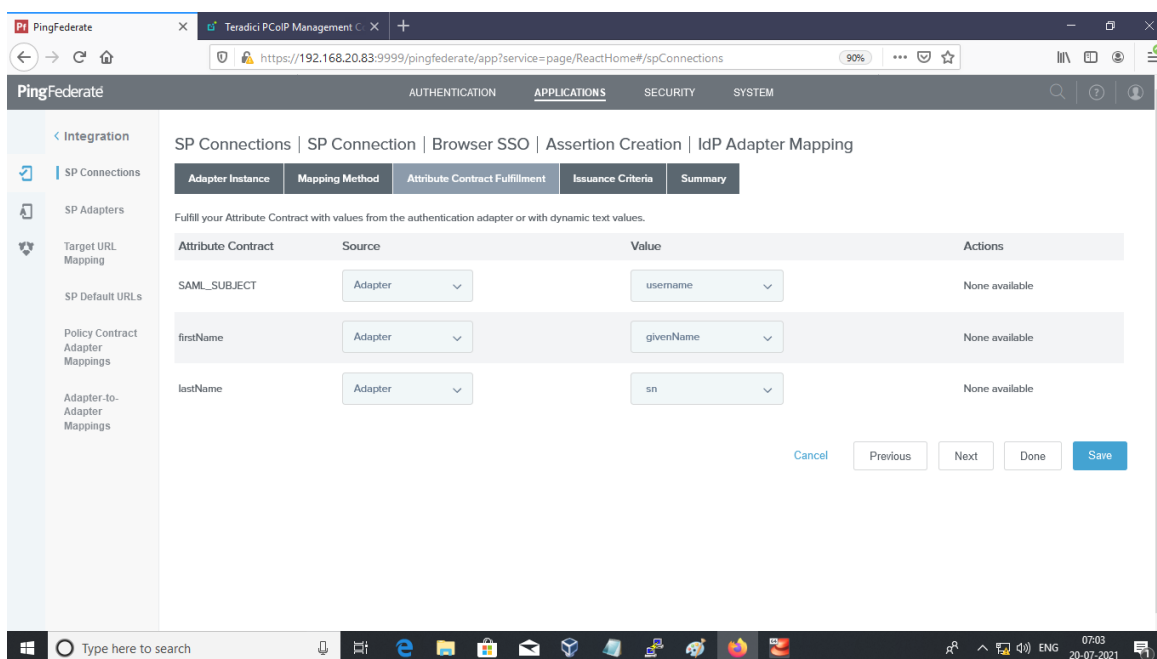 Pf PingFederate
Teradici PCoIP Management C
https://192.168.20.83:9999/pingfederate/app?service=page/ReactHome#/spConnections
90%
PingFederate
AUTHENTICATION APPLICATIONS SECURITY SYSTEM
Integration
SP Connections
SP Adapters
Target URL
Mapping
SP Default URLs
Policy Contract
Adapter
Mappings
Adapter-to-
Adapter
Mappings
SP Connections | SP Connection | Browser SSO | Assertion Creation | IdP Adapter Mapping
Adapter Instance Mapping Method Attribute Contract Fulfillment Issuance Criteria Summary
Fulfill your Attribute Contract with values from the authentication adapter or with dynamic text values.
Attribute Contract Source Value Actions
SAML_SUBJECT Adapter username None available
firstName Adapter givenName None available
lastName Adapter sn None available
Cancel Previous Next Done Save
Type here to search
ENG
07:03
20-07-2021